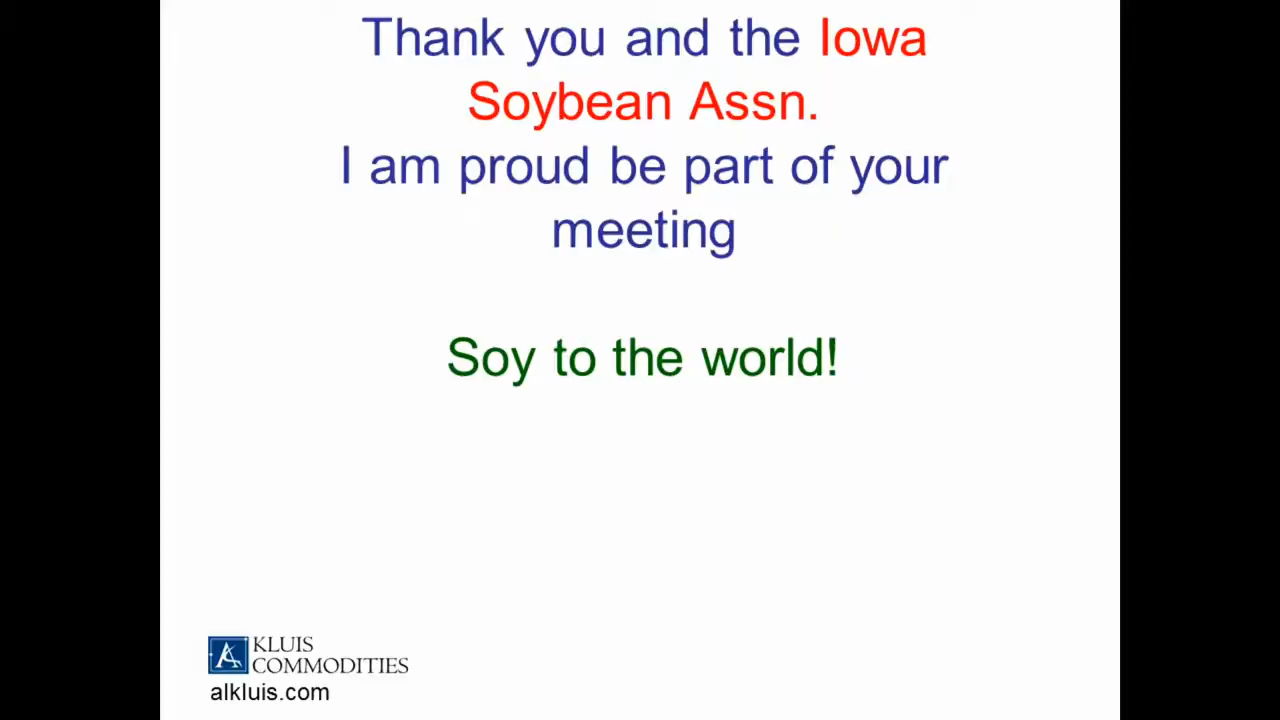 Thank you and the Iowa
Soybean Assn.
I am proud be part of your
meeting
Soy to the world!
KLUIS
COMMODITIES
alkluis.com